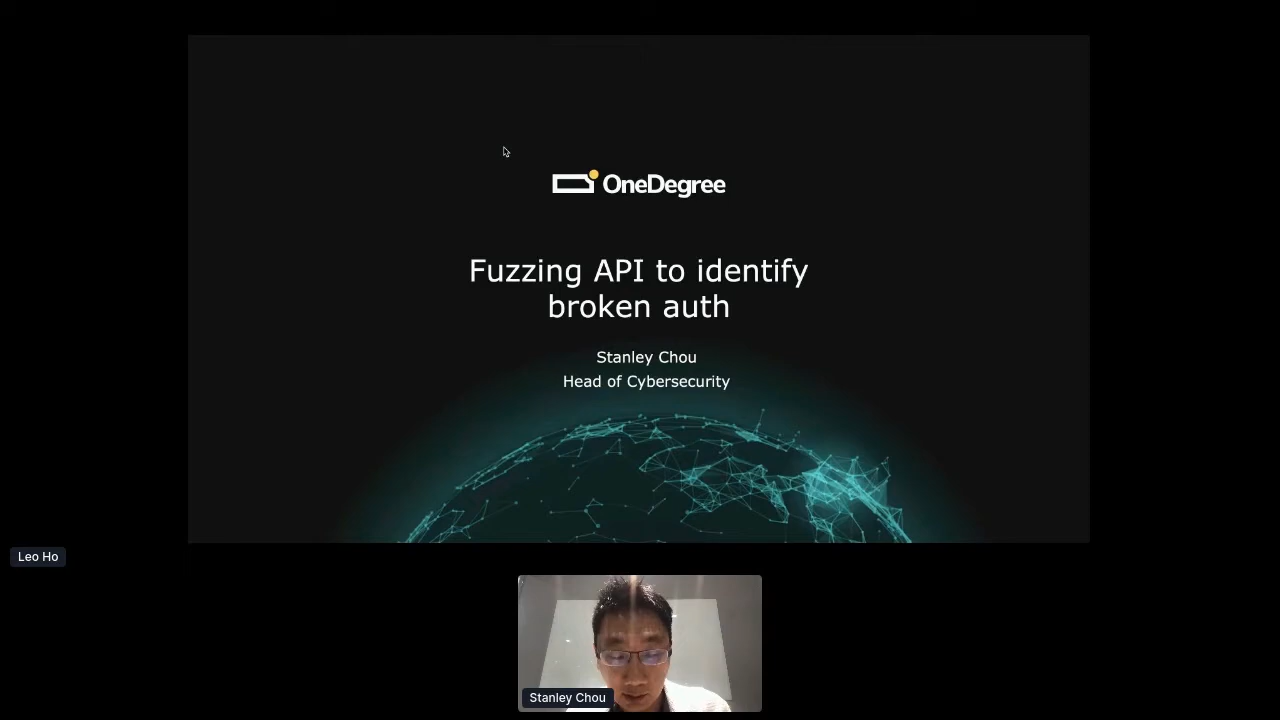 OneDegree
Fuzzing API to identify
broken auth
Stanley Chou
Head of Cybersecurity
Leo Ho
Stanley Chou